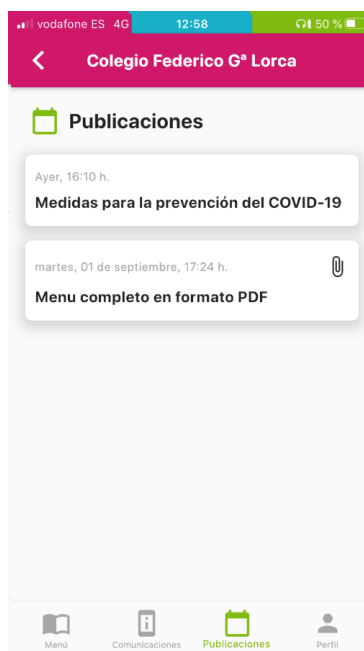 vodafone ES 4G 12:58 50 %
Colegio Federico Gª Lorca
Publicaciones
Ayer, 16:10 h.
Medidas para la prevención del COVID-19
martes, 01 de septiembre, 17:24 h.
Menu completo en formato PDF
Menú Comunicaciones Publicaciones Perfil